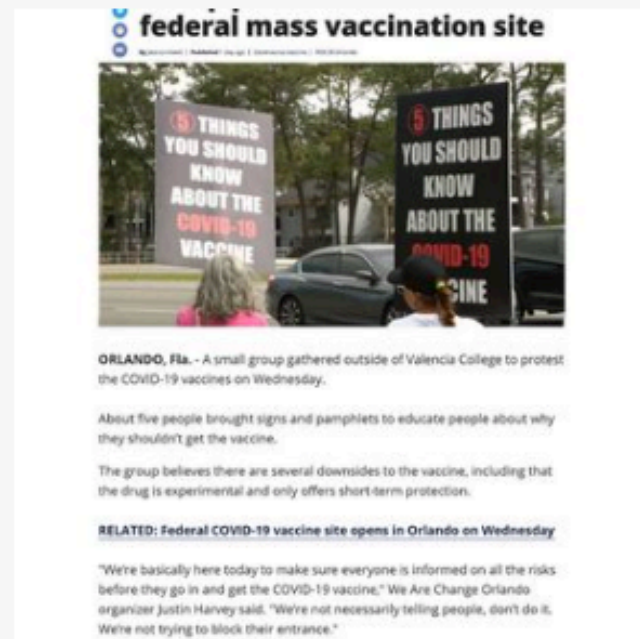 federal mass vaccination site
5 THINGS
YOU SHOULD
KNOW
ABOUT THE
COVID-19
VACCINE
5 THINGS
YOU SHOULD
KNOW
ABOUT THE
COVID-19
CINE
ORLANDO, Fla. - A small group gathered outside of Valencia College to protest
the COVID-19 vaccines on Wednesday.
About five people brought signs and pamphlets to educate people about why
they shouldn't get the vaccine.
The group believes there are several downsides to the vaccine, including that
the drug is experimental and only offers short-term protection.
RELATED: Federal COVID-19 vaccine site opens in Orlando on Wednesday
"We're basically here today to make sure everyone is informed on all the risks
before they go in and get the COVID-19 vaccine," We Are Change Orlando
organizer Justin Harvey said. "We're not necessarily telling people, don't do it.
We're not trying to block their entrance."